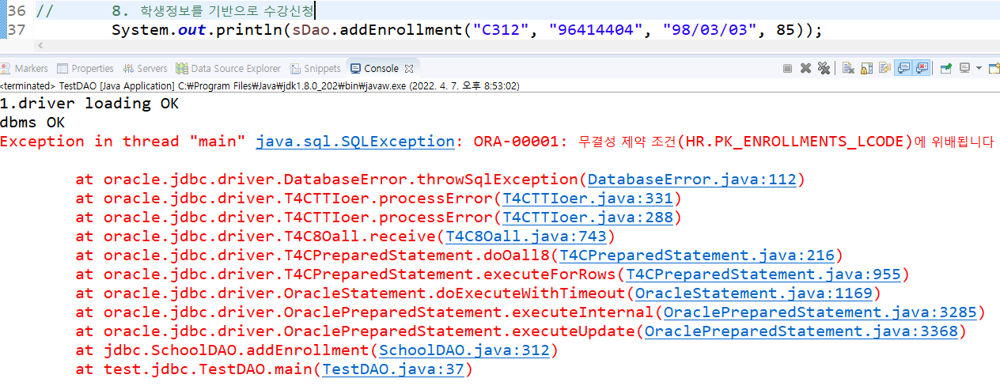 36 // 8. 학생정보를 기반으로 수강신청
37 System.out.println(sDao.addEnrollment("C312", "96414404", "98/03/03", 85));
Markers Properties Servers Data Source Explorer Snippets Console
<terminated> TestDAO [Java Application] C:₩Program Files₩Java₩jdk1.8.0_202₩bin₩javaw.exe (2022. 4. 7. 오후 8:53:02)
1.driver loading OK
dbms OK
Exception in thread "main" java.sql.SQLException: ORA-00001: 무결성 제약 조건(HR.PK_ENROLLMENTS_LCODE)에 위배됩니다
at oracle.jdbc.driver.DatabaseError.throwSqlException(DatabaseError.java:112)
at oracle.jdbc.driver.T4CTTIoer.processError(T4CTTIoer.java:331)
at oracle.jdbc.driver.T4CTTIoer.processError(T4CTTIoer.java:288)
at oracle.jdbc.driver.T4C8Oall.receive(T4C8Oall.java:743)
at oracle.jdbc.driver.T4CPreparedStatement.doOall8(T4CPreparedStatement.java:216)
at oracle.jdbc.driver.T4CPreparedStatement.executeForRows(T4CPreparedStatement.java:955)
at oracle.jdbc.driver.OracleStatement.doExecuteWithTimeout(OracleStatement.java:1169)
at oracle.jdbc.driver.OraclePreparedStatement.executeInternal(OraclePreparedStatement.java:3285)
at oracle.jdbc.driver.OraclePreparedStatement.executeUpdate(OraclePreparedStatement.java:3368)
at jdbc.SchoolDAO.addEnrollment(SchoolDAO.java:312)
at test.jdbc.TestDAO.main(TestDAO.java:37)